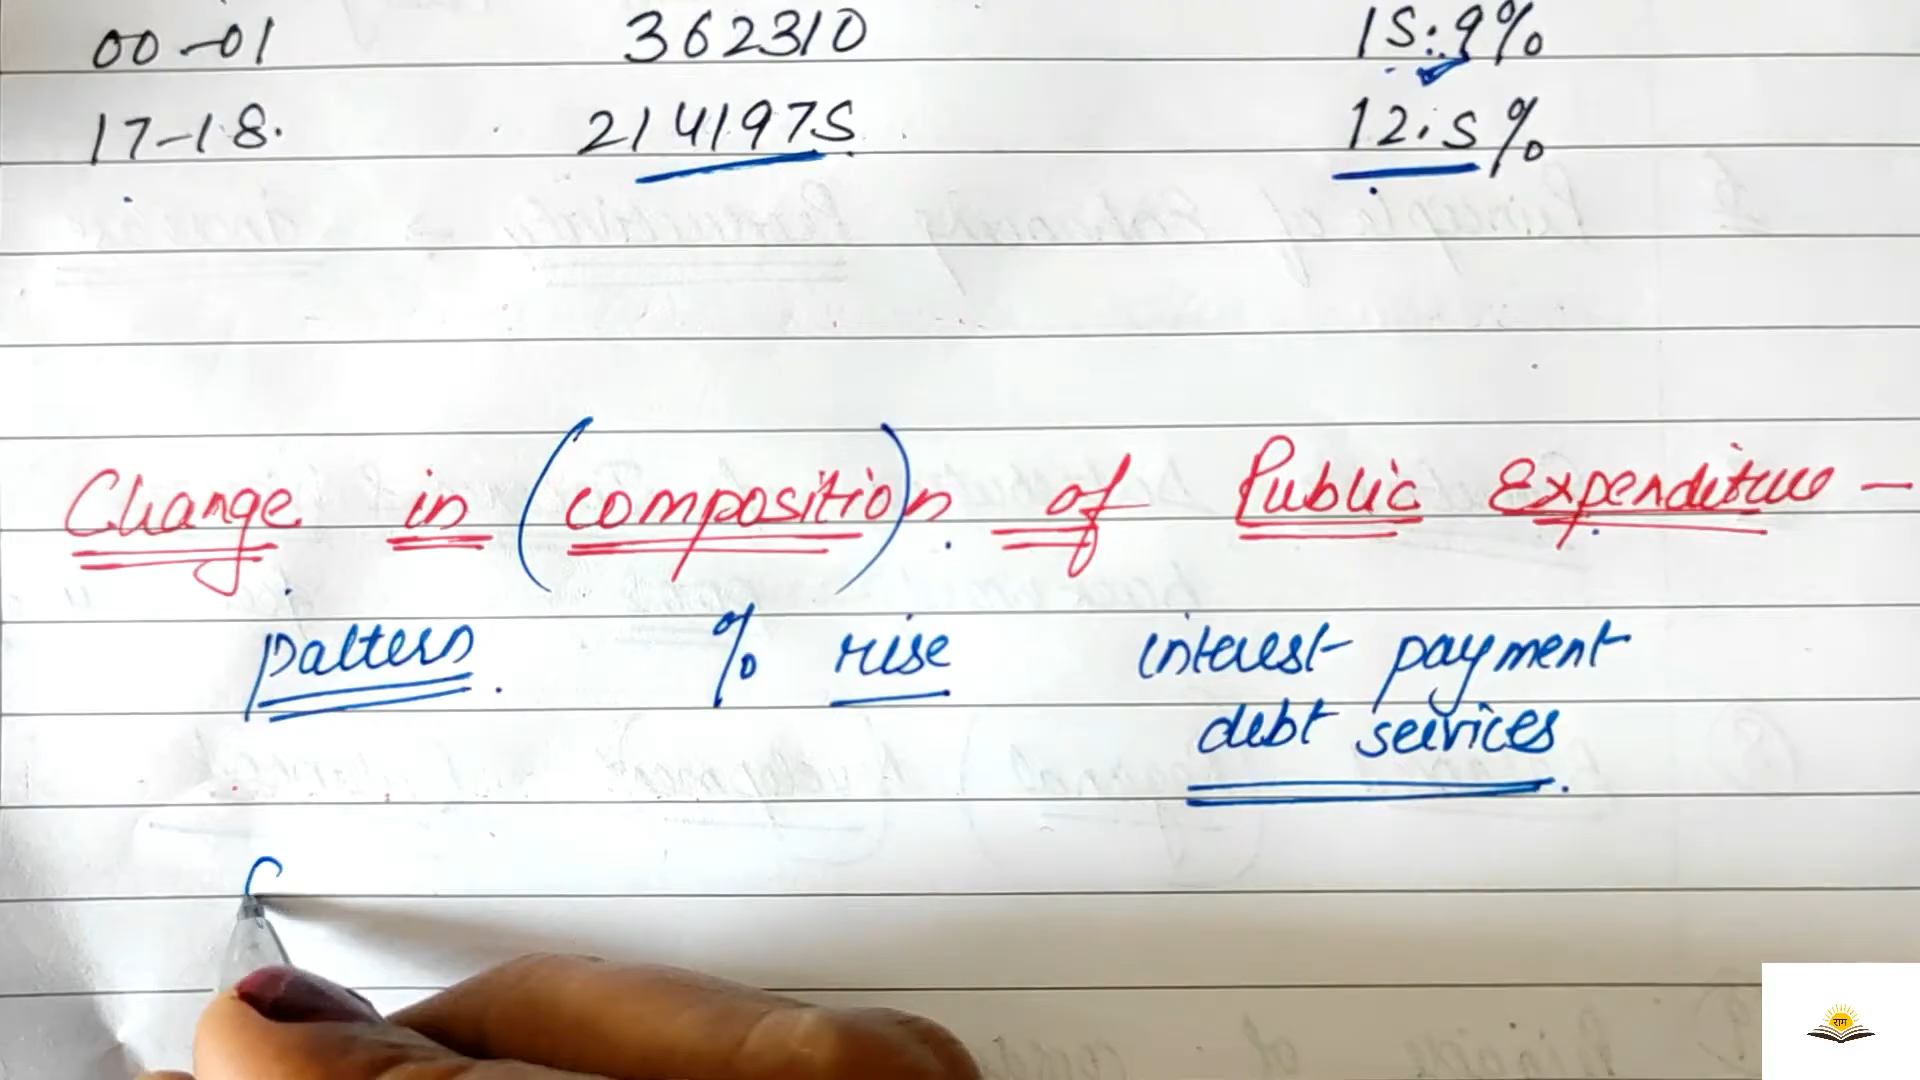 00-01 362310 15.9%
17-18. 2141975 12.5%
Change in (composition) of Public Expenditure -
pattern. % rise interest payment
debt services.
राग